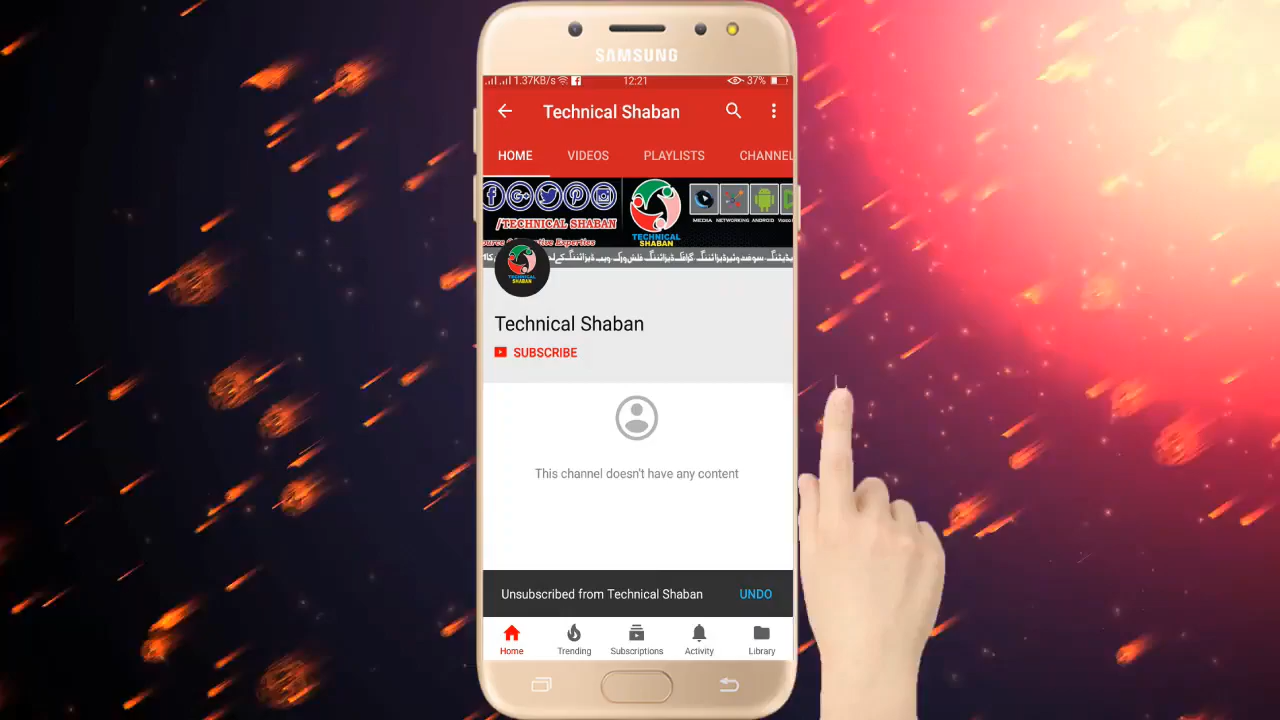 SAMSUNG
1.37KB/s 12:21 37%
Technical Shaban
HOME VIDEOS PLAYLISTS CHANNEL
/TECHNICAL SHABAN
TECHNICAL
SHABAN
MEDIA NETWORKING ANDROID
TECHNICAL
SHABAN
Technical Shaban
SUBSCRIBE
This channel doesn't have any content
Unsubscribed from Technical Shaban UNDO
Home Trending Subscriptions Activity Library